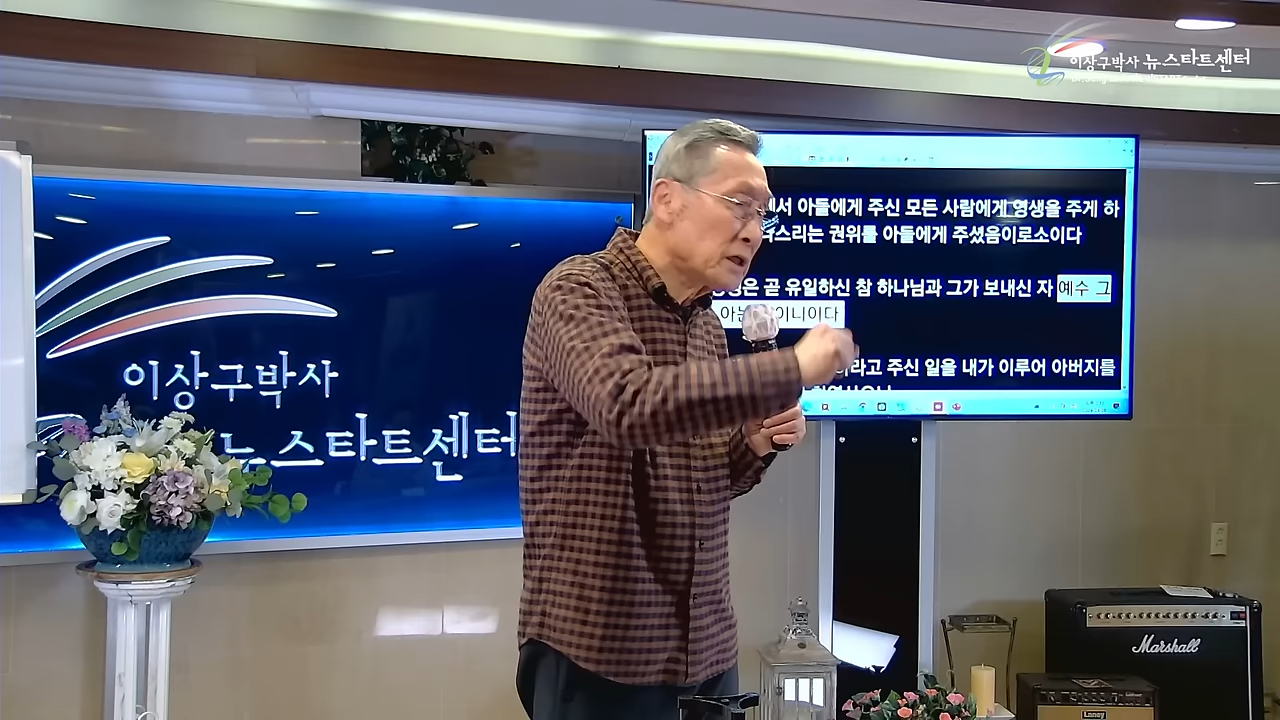 이상구박사 뉴스타트센터
서 아들에게 주신 모든 사람에게 영생을 주게 하
스리는 권위를 아들에게 주셨음이로소이다
은 곧 유일하신 참 하나님과 그가 보내신 자 예수 그
이니이다
라고 주신 일을 내가 이루어 아버지를
이상구박사
뉴스타트센터
Marshall
Laney